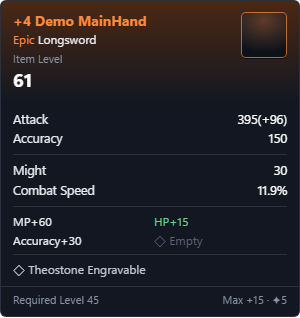 +4 Demo MainHand
Epic Longsword
Item Level
61
Attack 395(+96)
Accuracy 150
Might 30
Combat Speed 11.9%
MP+60 HP+15
Accuracy+30 ◇ Empty
◇ Theostone Engravable
Required Level 45 Max +15 · ✦5